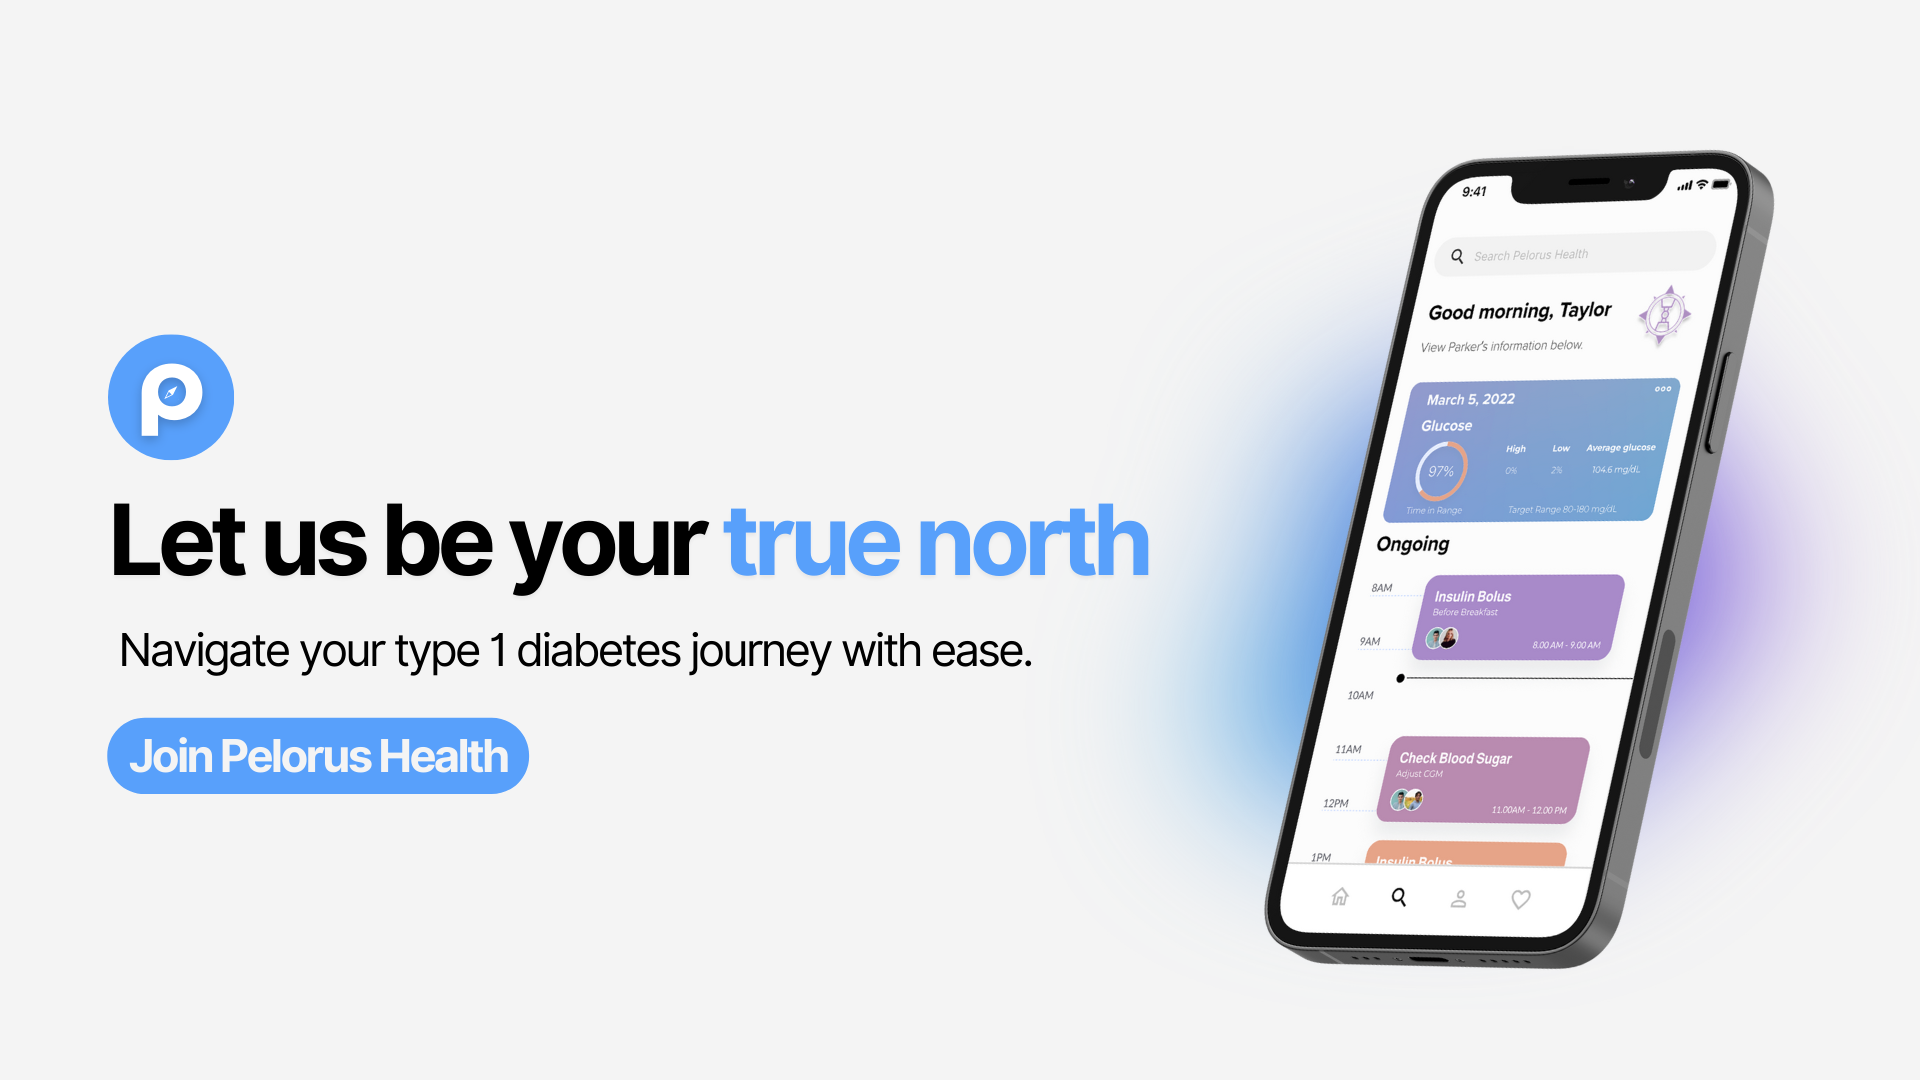 Let us be your true north
Navigate your type 1 diabetes journey with ease.
Join Pelorus Health
9:41
Search Pelorus Health
Good morning, Taylor
View Parker's information below.
March 5, 2022
Glucose
High Low Average glucose
97% 0% 2% 104.6 mg/dL
Time in Range Target Range 80-180 mg/dL
Ongoing
8AM
Insulin Bolus
Before Breakfast
9AM
8.00 AM - 9.00 AM
10AM
11AM
Check Blood Sugar
Adjust CGM
12PM
11.00AM - 12.00 PM
1PM
Insulin Bolus